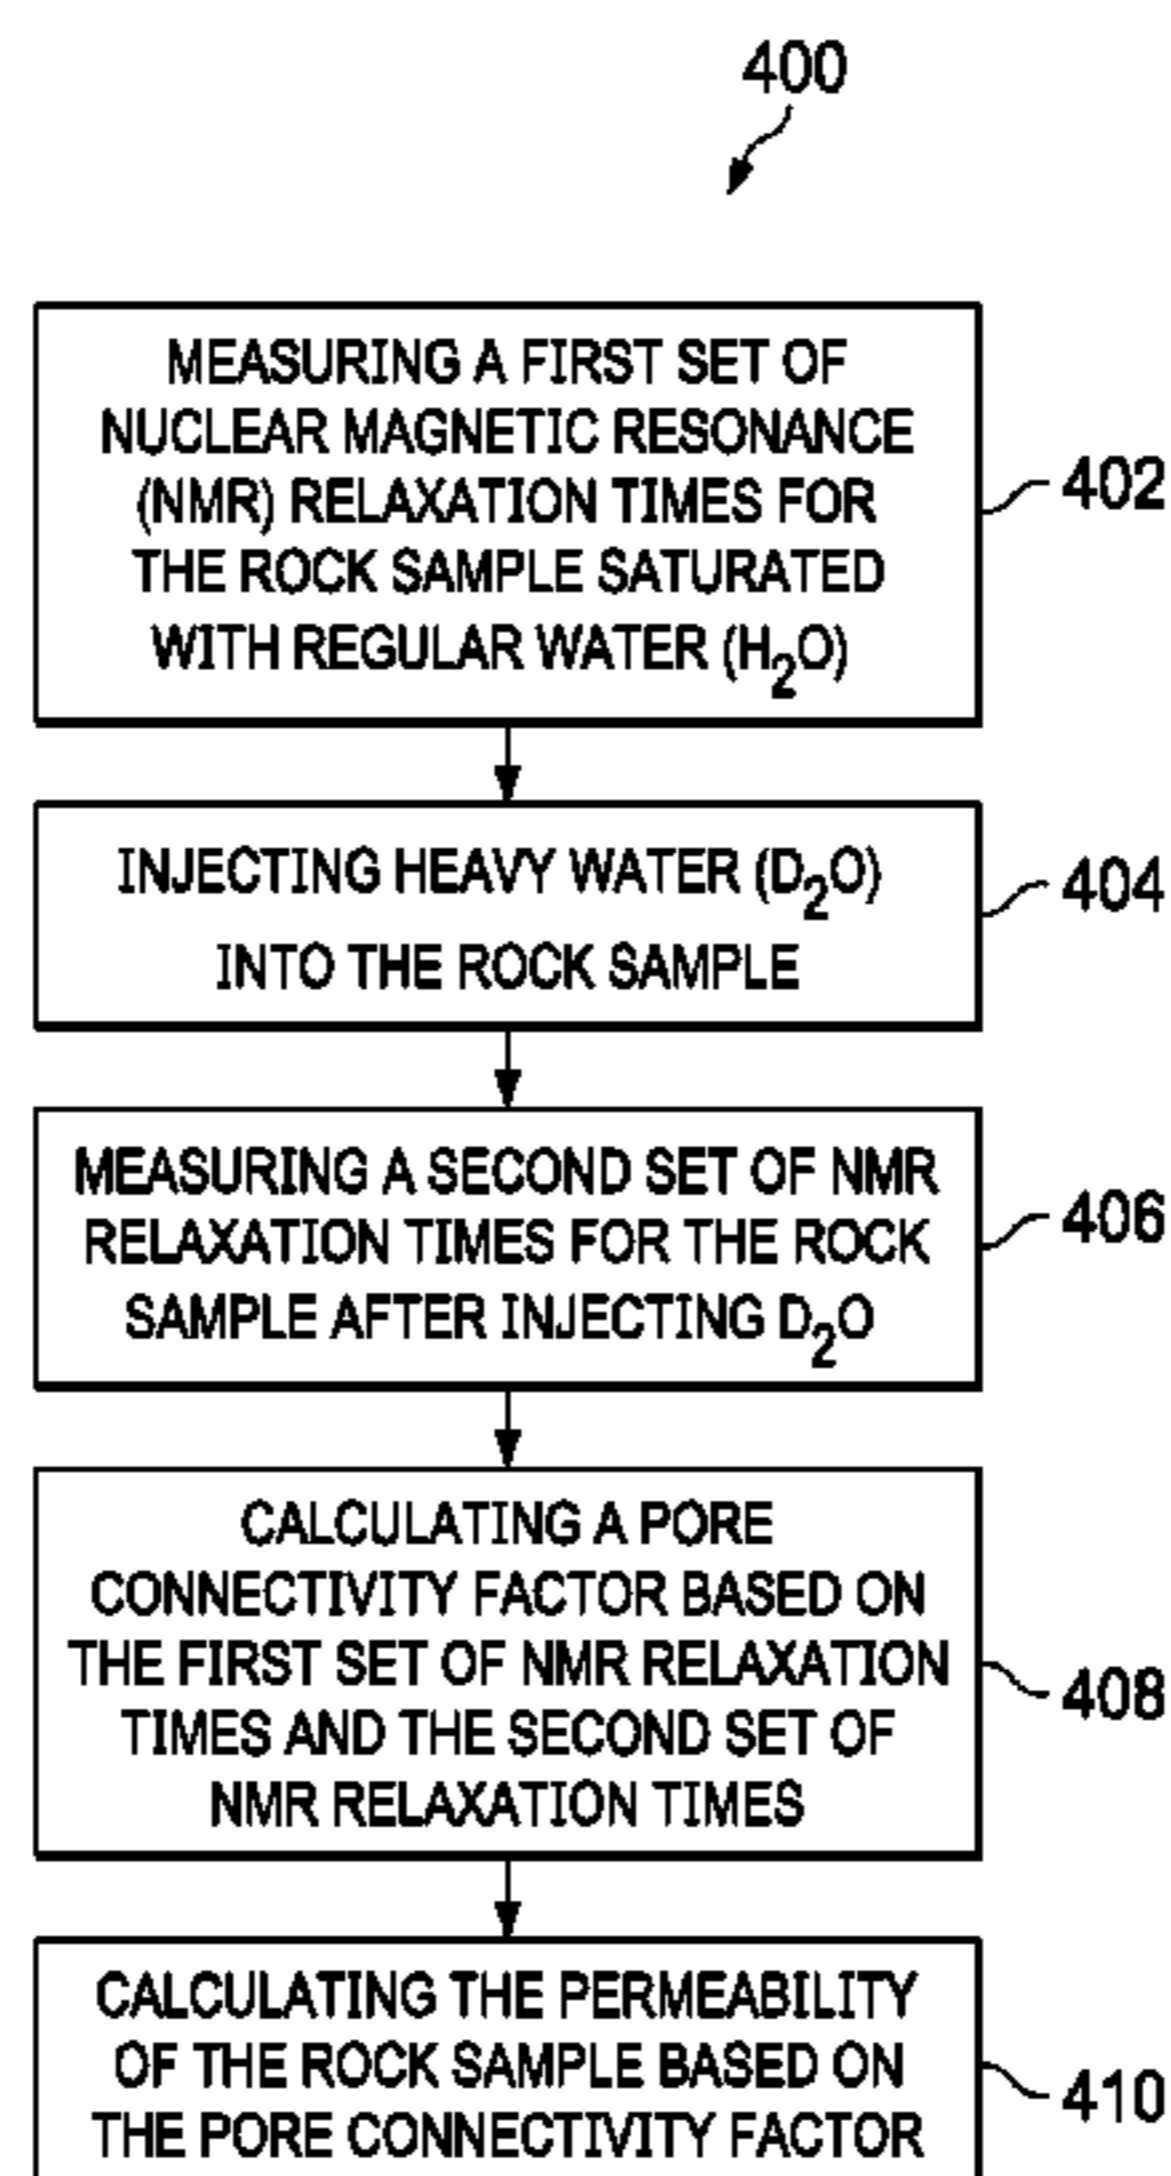 400
MEASURING A FIRST SET OF
NUCLEAR MAGNETIC RESONANCE
(NMR) RELAXATION TIMES FOR
THE ROCK SAMPLE SATURATED
WITH REGULAR WATER (H2O)
402
INJECTING HEAVY WATER (D2O)
INTO THE ROCK SAMPLE
404
MEASURING A SECOND SET OF NMR
RELAXATION TIMES FOR THE ROCK
SAMPLE AFTER INJECTING D2O
406
CALCULATING A PORE
CONNECTIVITY FACTOR BASED ON
THE FIRST SET OF NMR RELAXATION
TIMES AND THE SECOND SET OF
NMR RELAXATION TIMES
408
CALCULATING THE PERMEABILITY
OF THE ROCK SAMPLE BASED ON
THE PORE CONNECTIVITY FACTOR
410